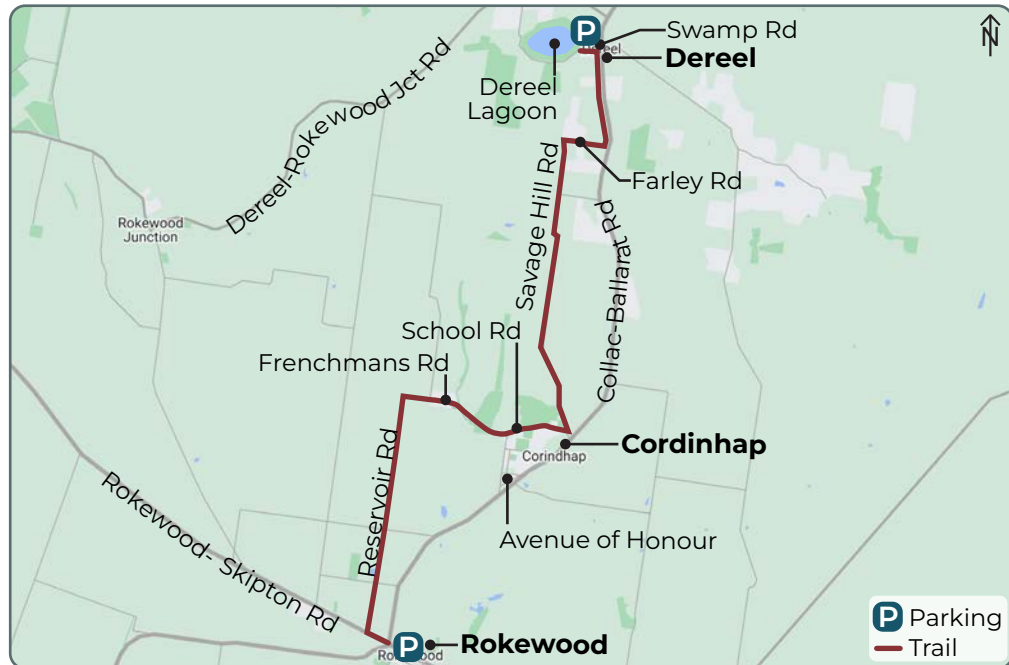 P
N
Swamp Rd
Dereel
Dereel
Dereel
Lagoon
Dereel-Rokewood Jct Rd
Farley Rd
Savage Hill Rd
Collac-Ballarat Rd
Rokewood
Junction
School Rd
Frenchmans Rd
Cordinhap
Corindhap
Reservoir Rd
Avenue of Honour
Rokewood- Skipton Rd
P
Rokewood
P Parking
Trail